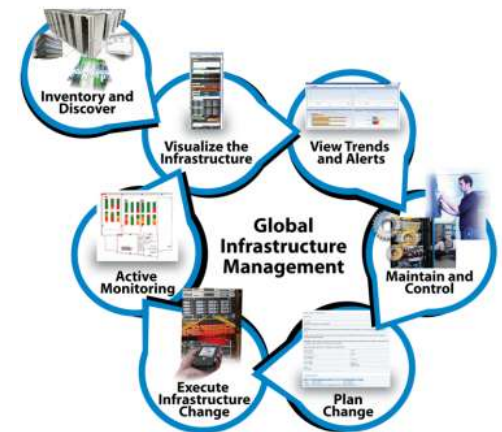 Inventory and
Discover
Visualize the
Infrastructure
View Trends
and Alerts
Global
Infrastructure
Management
Maintain and
Control
Active
Monitoring
Execute
Infrastructure
Change
Plan
Change